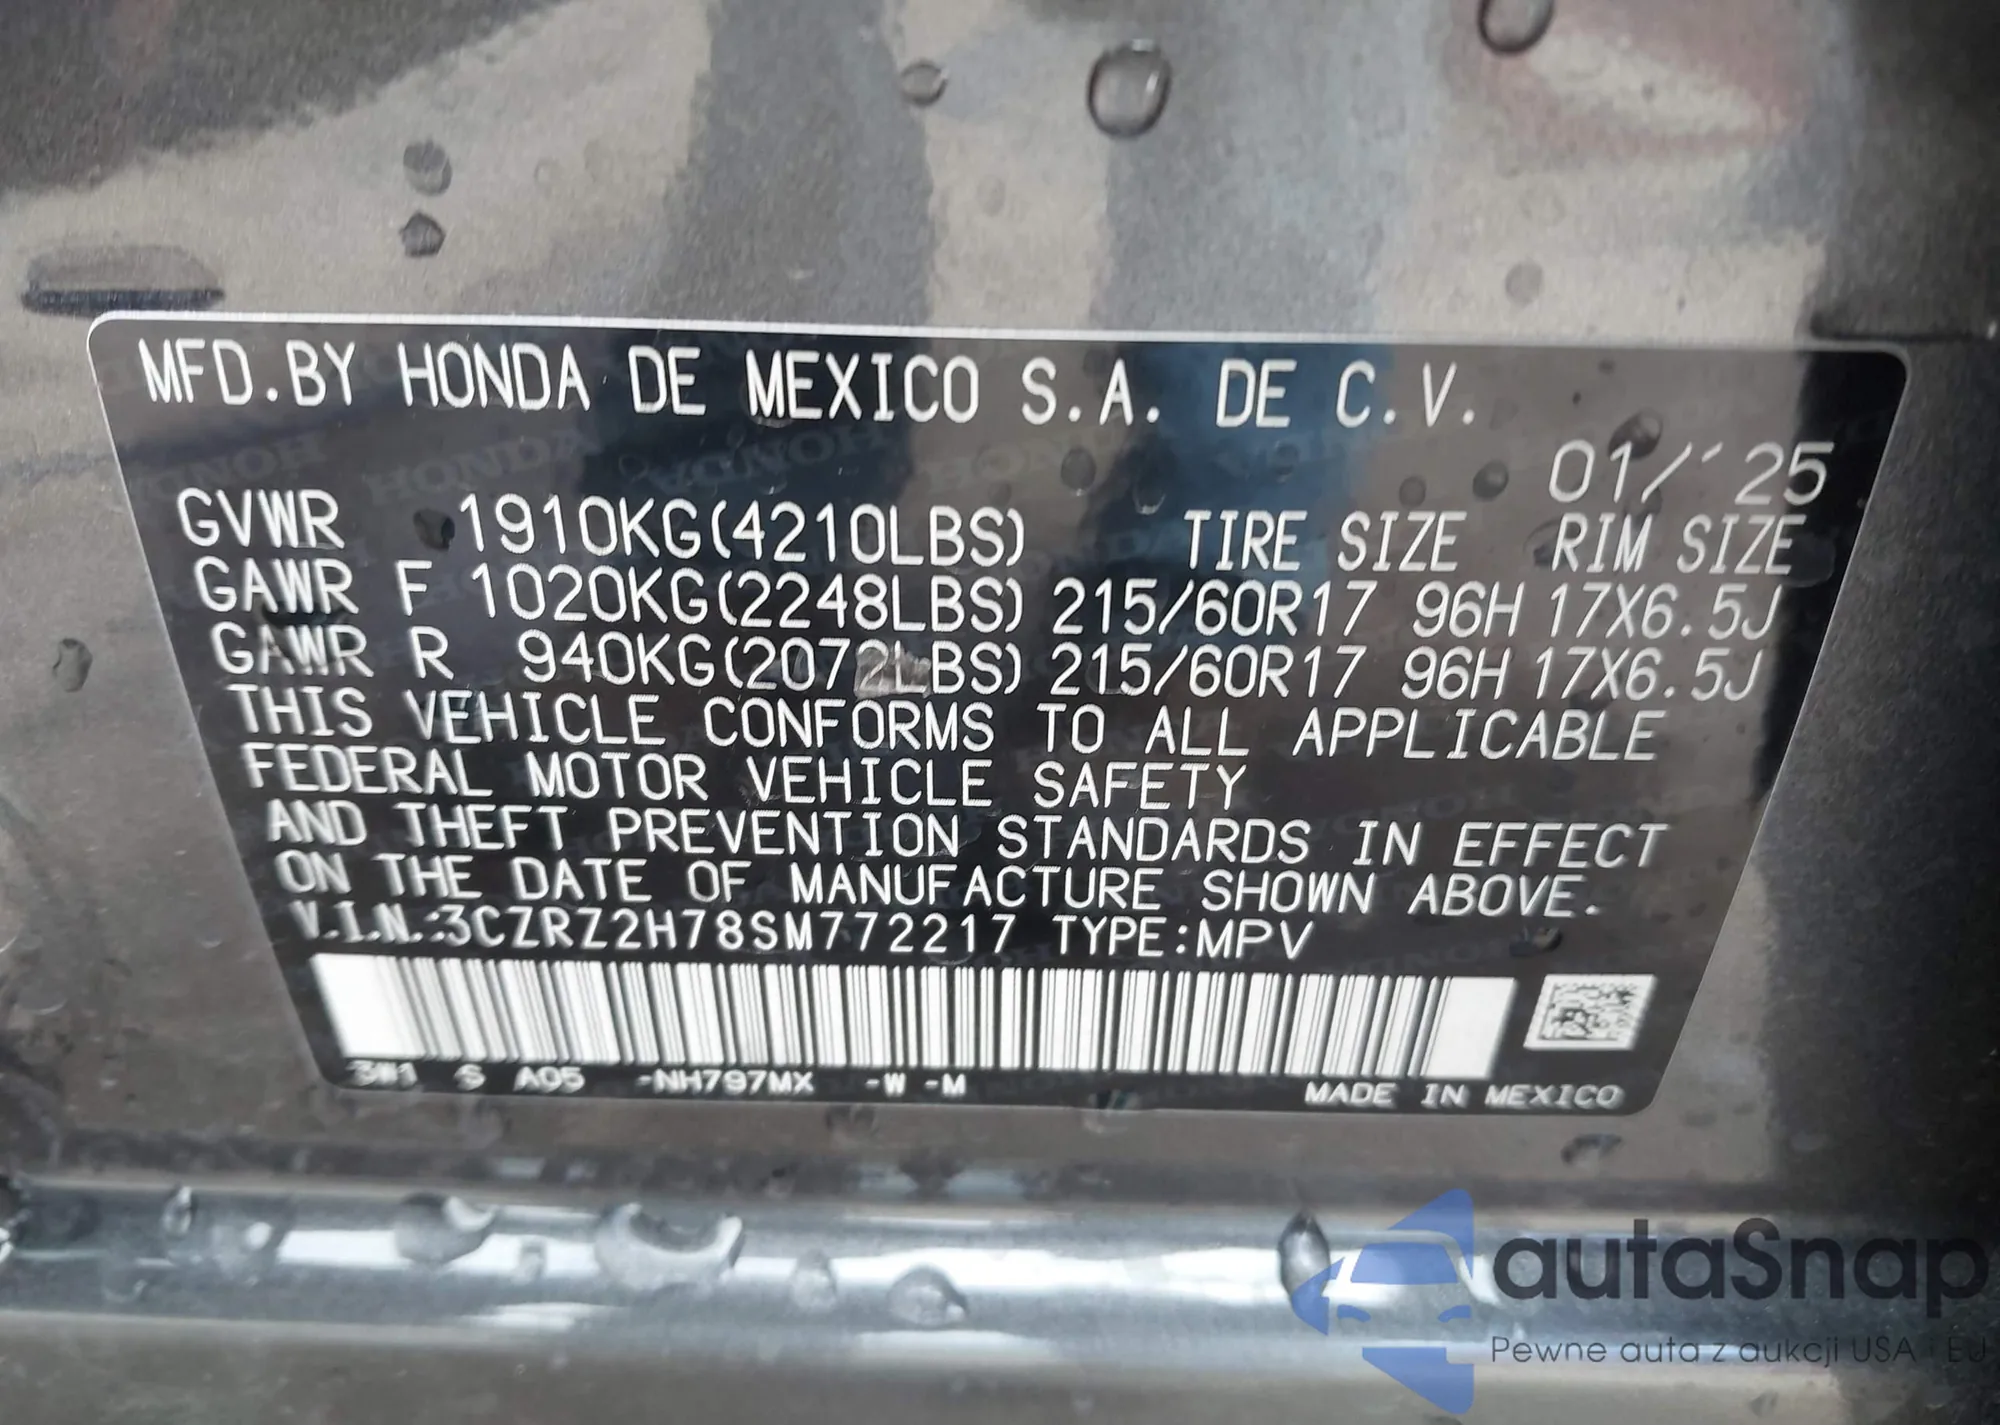 MFD.BY HONDA DE MEXICO S.A. DE C.V.
01/'25
GVWR 1910KG(4210LBS) TIRE SIZE RIM SIZE
GAWR F 1020KG(2248LBS) 215/60R17 96H 17X6.5J
GAWR R 940KG(2072LBS) 215/60R17 96H 17X6.5J
THIS VEHICLE CONFORMS TO ALL APPLICABLE
FEDERAL MOTOR VEHICLE SAFETY
AND THEFT PREVENTION STANDARDS IN EFFECT
ON THE DATE OF MANUFACTURE SHOWN ABOVE.
V.I.N.:3CZRZ2H78SM772217 TYPE:MPV
3W1 S A05 -NH797MX -W -M MADE IN MEXICO
autaSnap
Pewne auta z aukcji USA i EU